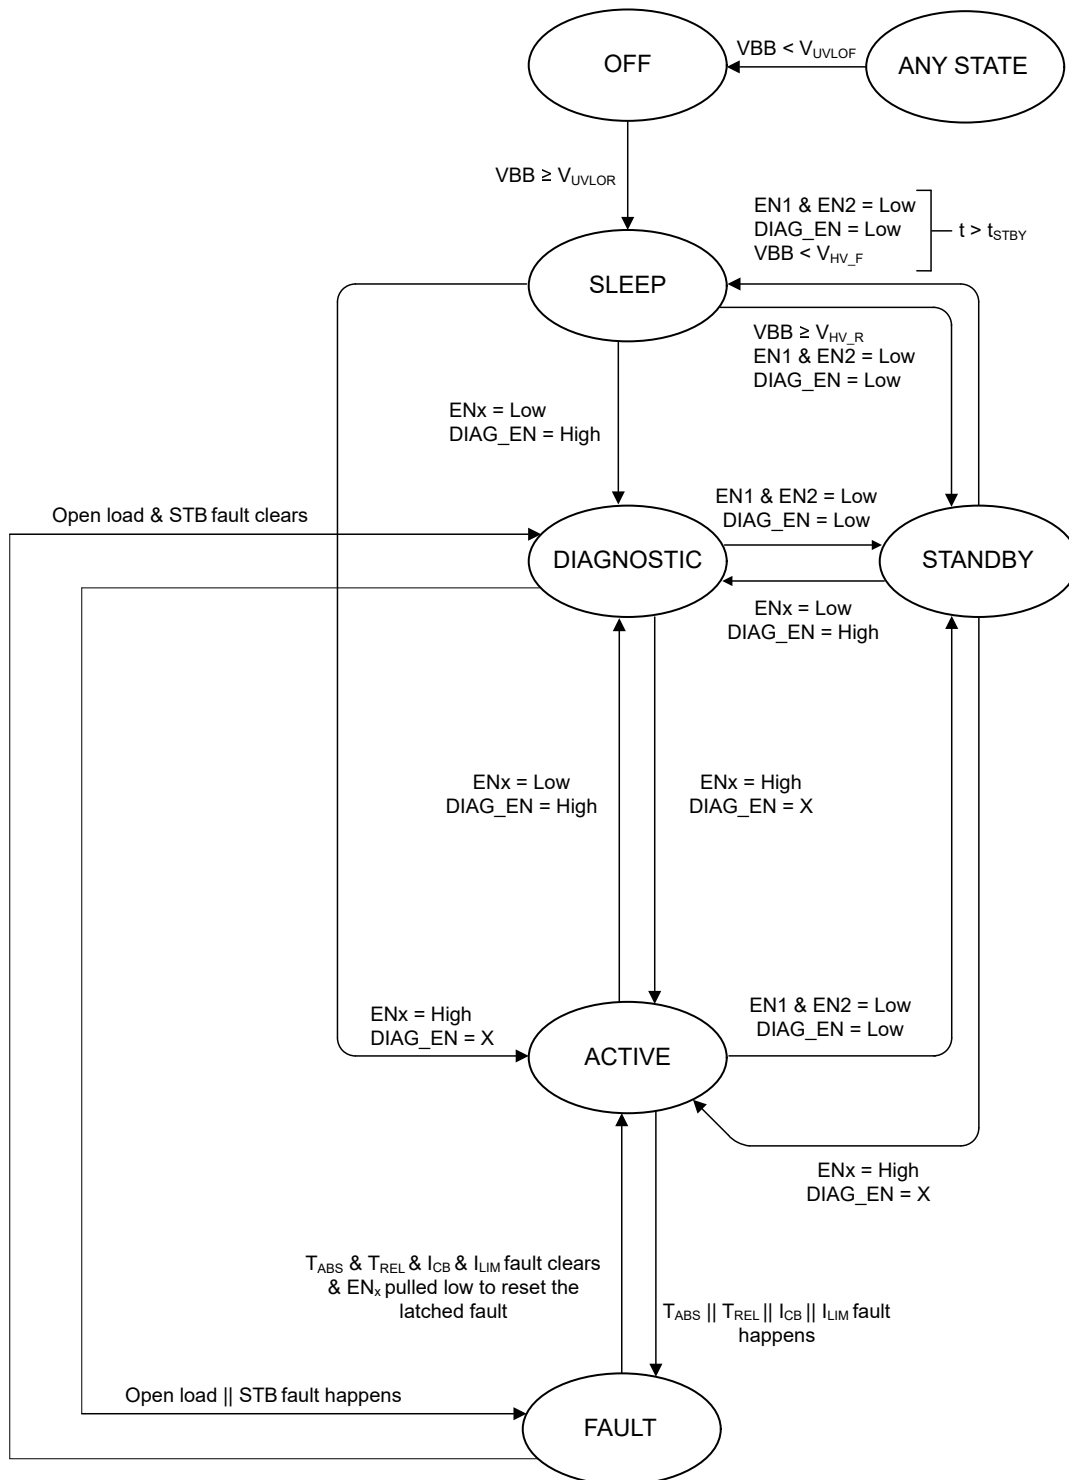 VBB < VUVLOF
OFF
ANY STATE
VBB ≥ VUVLOR
EN1 & EN2 = Low
DIAG_EN = Low
VBB < VHV_F
t > tSTBY
SLEEP
VBB ≥ VHV_R
EN1 & EN2 = Low
DIAG_EN = Low
ENx = Low
DIAG_EN = High
Open load & STB fault clears
EN1 & EN2 = Low
DIAG_EN = Low
DIAGNOSTIC
STANDBY
ENx = Low
DIAG_EN = High
ENx = Low
DIAG_EN = High
ENx = High
DIAG_EN = X
ENx = High
DIAG_EN = X
EN1 & EN2 = Low
DIAG_EN = Low
ACTIVE
ENx = High
DIAG_EN = X
TABS & TREL & ICB & ILIM fault clears
& ENx pulled low to reset the
latched fault
TABS || TREL || ICB || ILIM fault
happens
Open load || STB fault happens
FAULT